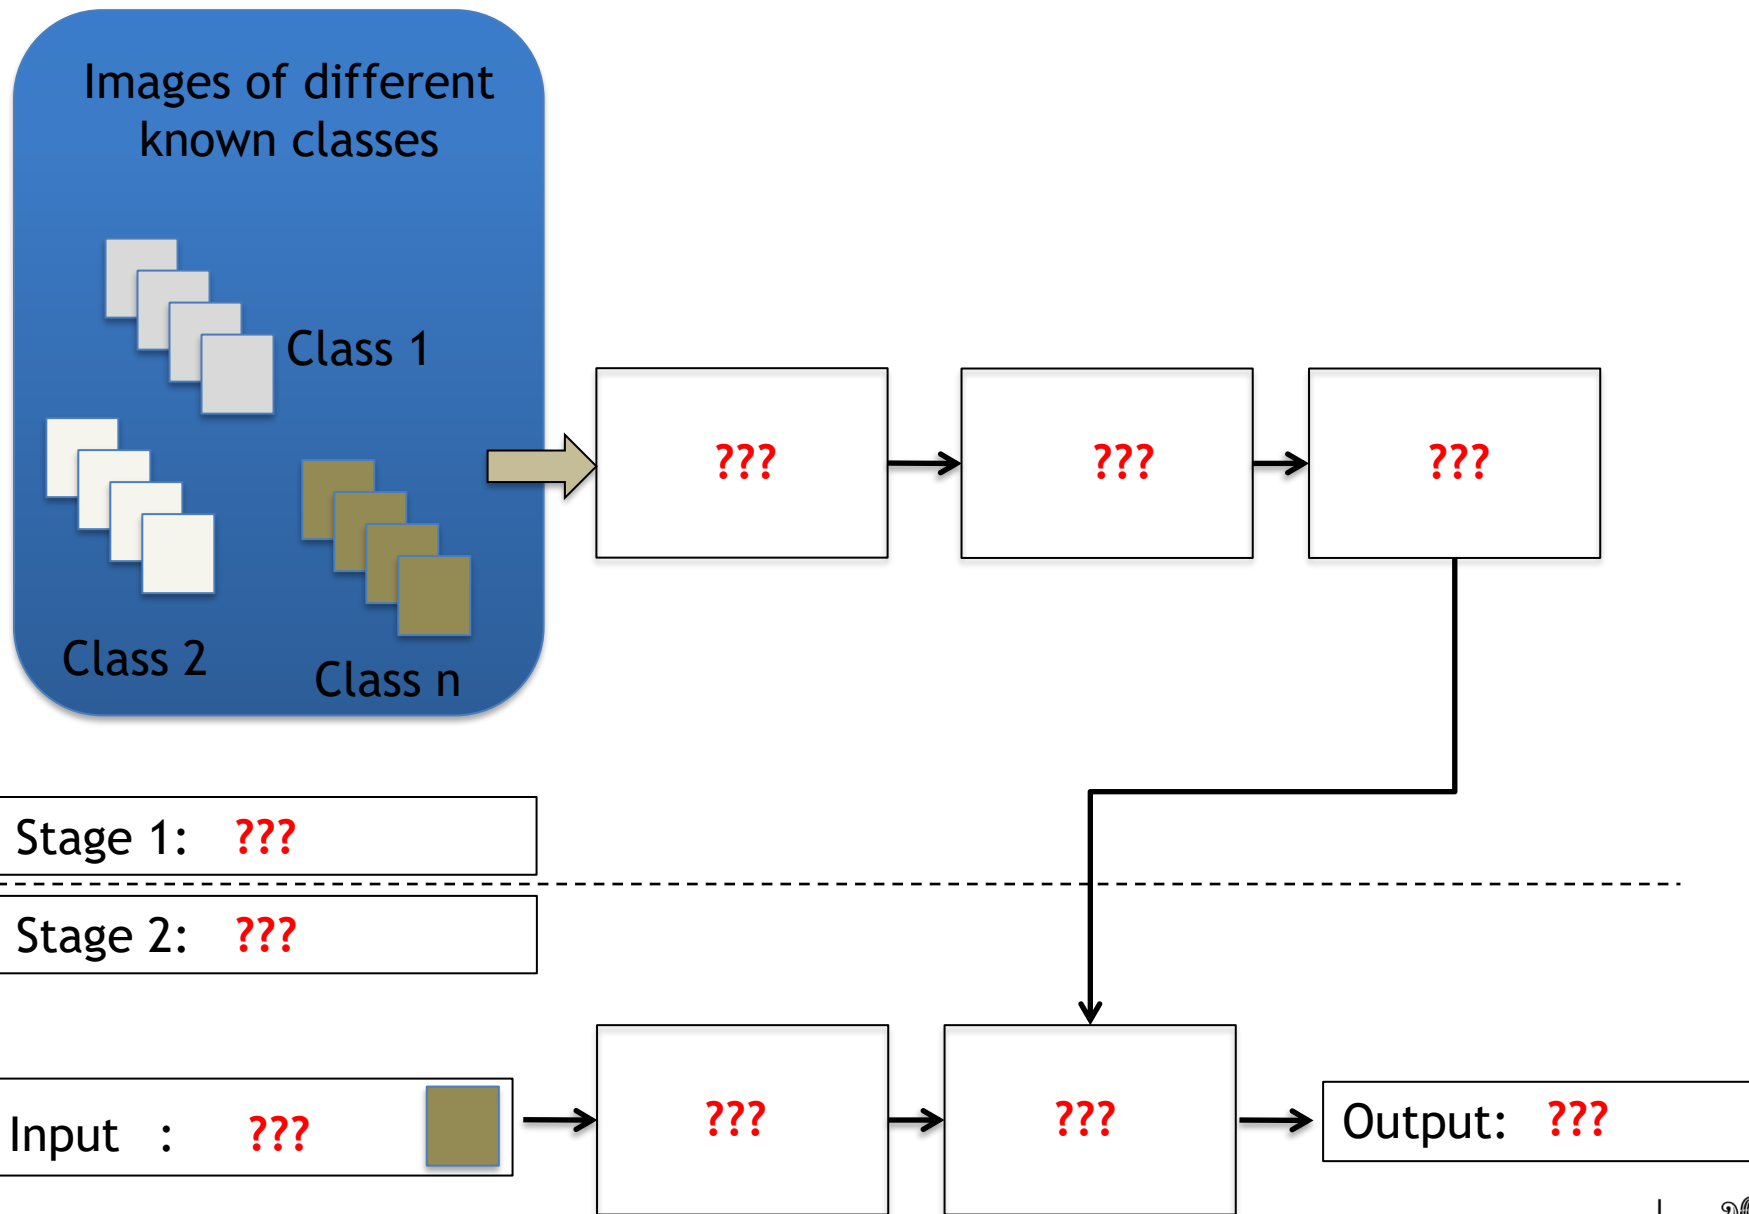 Images of different
known classes
Class 1
Class 2
Class n
???
???
???
Stage 1: ???
Stage 2: ???
Input : ???
???
???
Output: ???